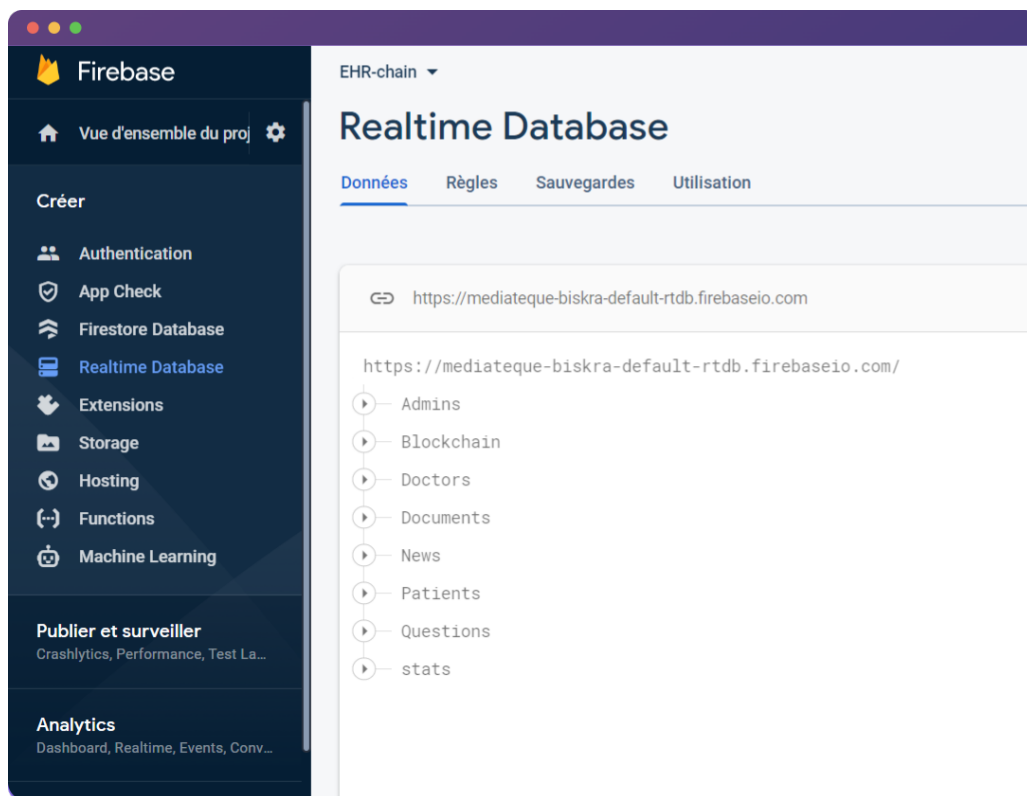 Firebase
Vue d'ensemble du proj
Créer
Authentication
App Check
Firestore Database
Realtime Database
Extensions
Storage
Hosting
Functions
Machine Learning
Publier et surveiller
Crashlytics, Performance, Test La...
Analytics
Dashboard, Realtime, Events, Conv...
EHR-chain
Realtime Database
Données Règles Sauvegardes Utilisation
https://mediateque-biskra-default-rtdb.firebaseio.com
https://mediateque-biskra-default-rtdb.firebaseio.com/
Admins
Blockchain
Doctors
Documents
News
Patients
Questions
stats